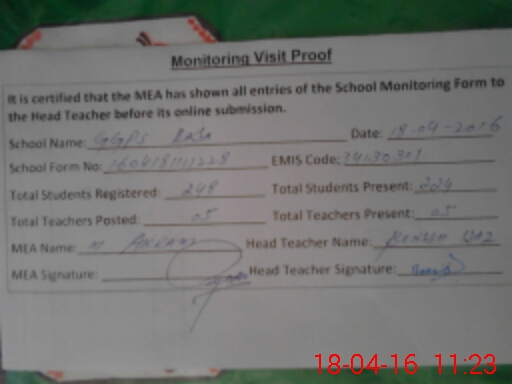 Monitoring Visit Proof
It is certified that the MEA has shown all entries of the School Monitoring Form to
the Head Teacher before its online submission.
School Name: GGPS Date: 18-04-2016
School Form No: EMIS Code:
Total Students Registered: 248 Total Students Present: 224
Total Teachers Posted: 05 Total Teachers Present: 05
MEA Name: M AKRAM Head Teacher Name:
MEA Signature: Head Teacher Signature:
18-04-16 11:23